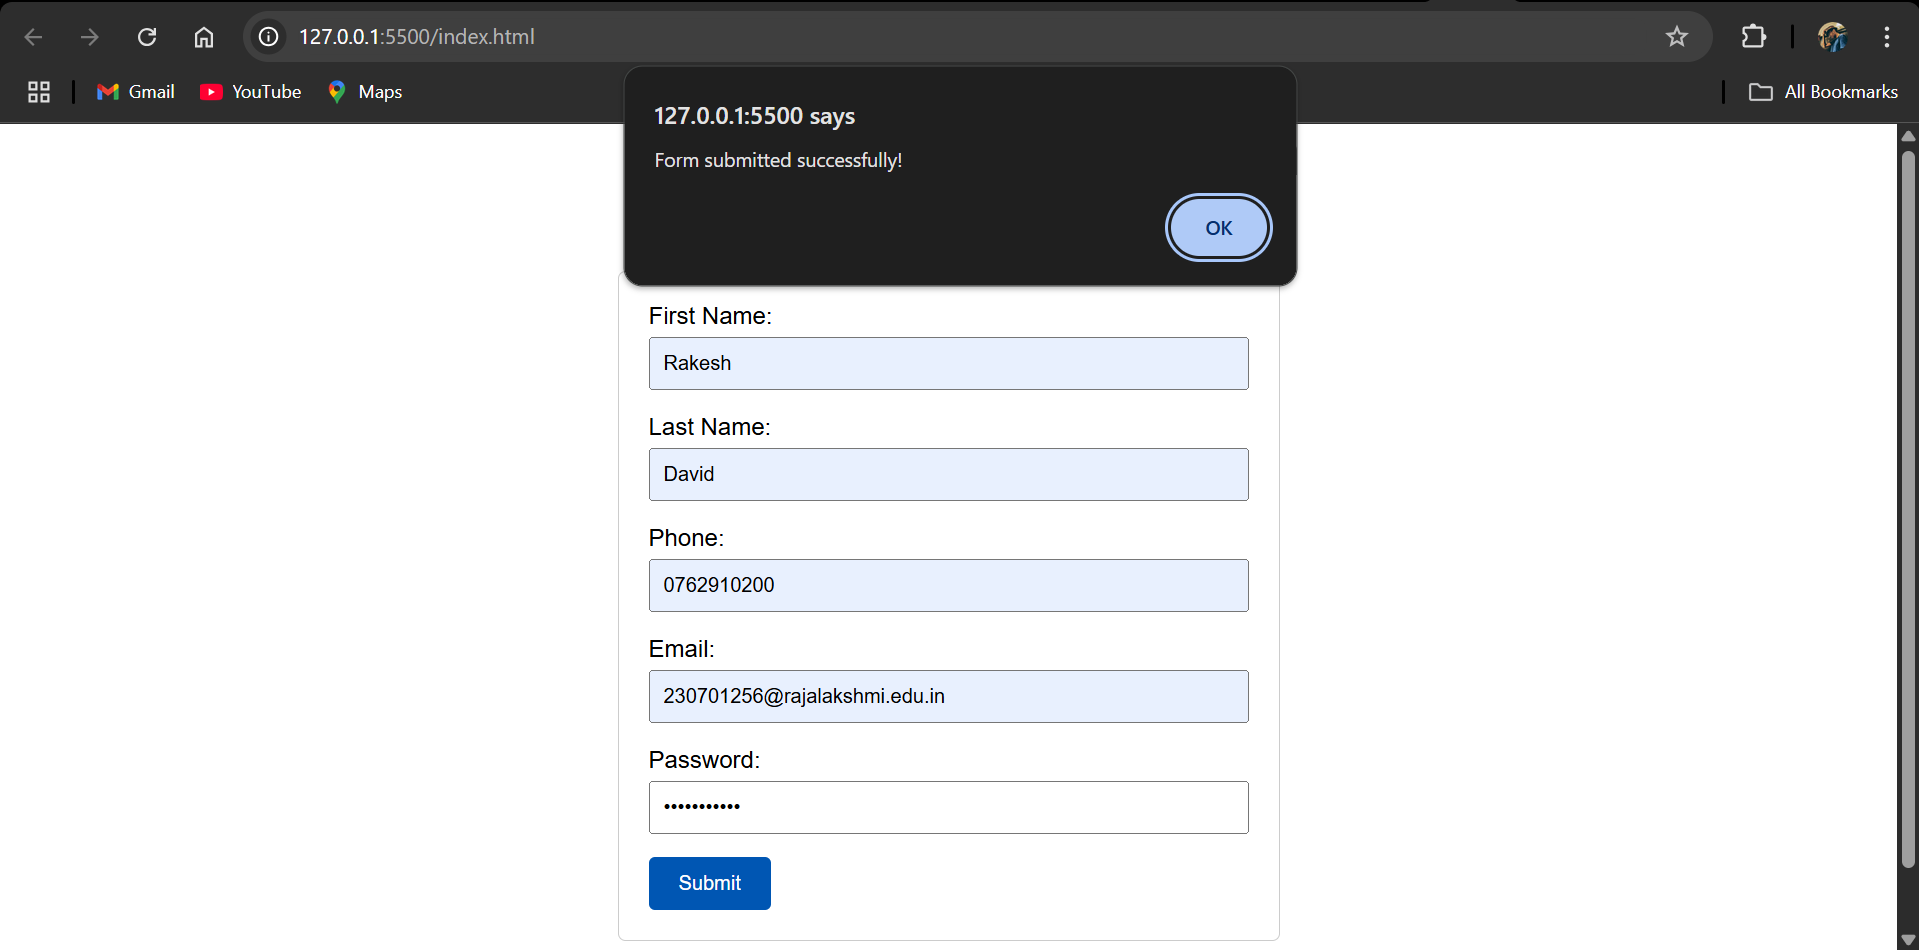 127.0.0.1:5500/index.html
Gmail YouTube Maps All Bookmarks
127.0.0.1:5500 says
Form submitted successfully!
OK
First Name:
Rakesh
Last Name:
David
Phone:
0762910200
Email:
230701256@rajalakshmi.edu.in
Password:
•••••••••••
Submit